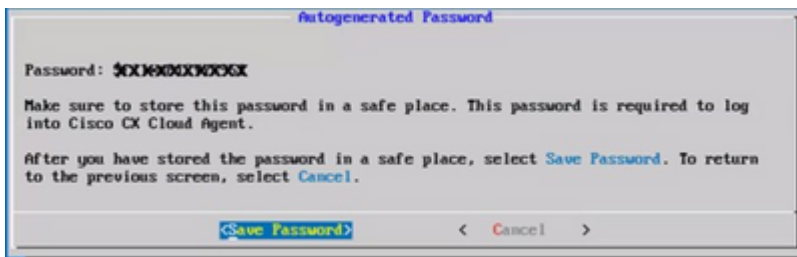 Autogenerated Password
Password:
Make sure to store this password in a safe place. This password is required to log
into Cisco CX Cloud Agent.
After you have stored the password in a safe place, select Save Password. To return
to the previous screen, select Cancel.
<Save Password> < Cancel >